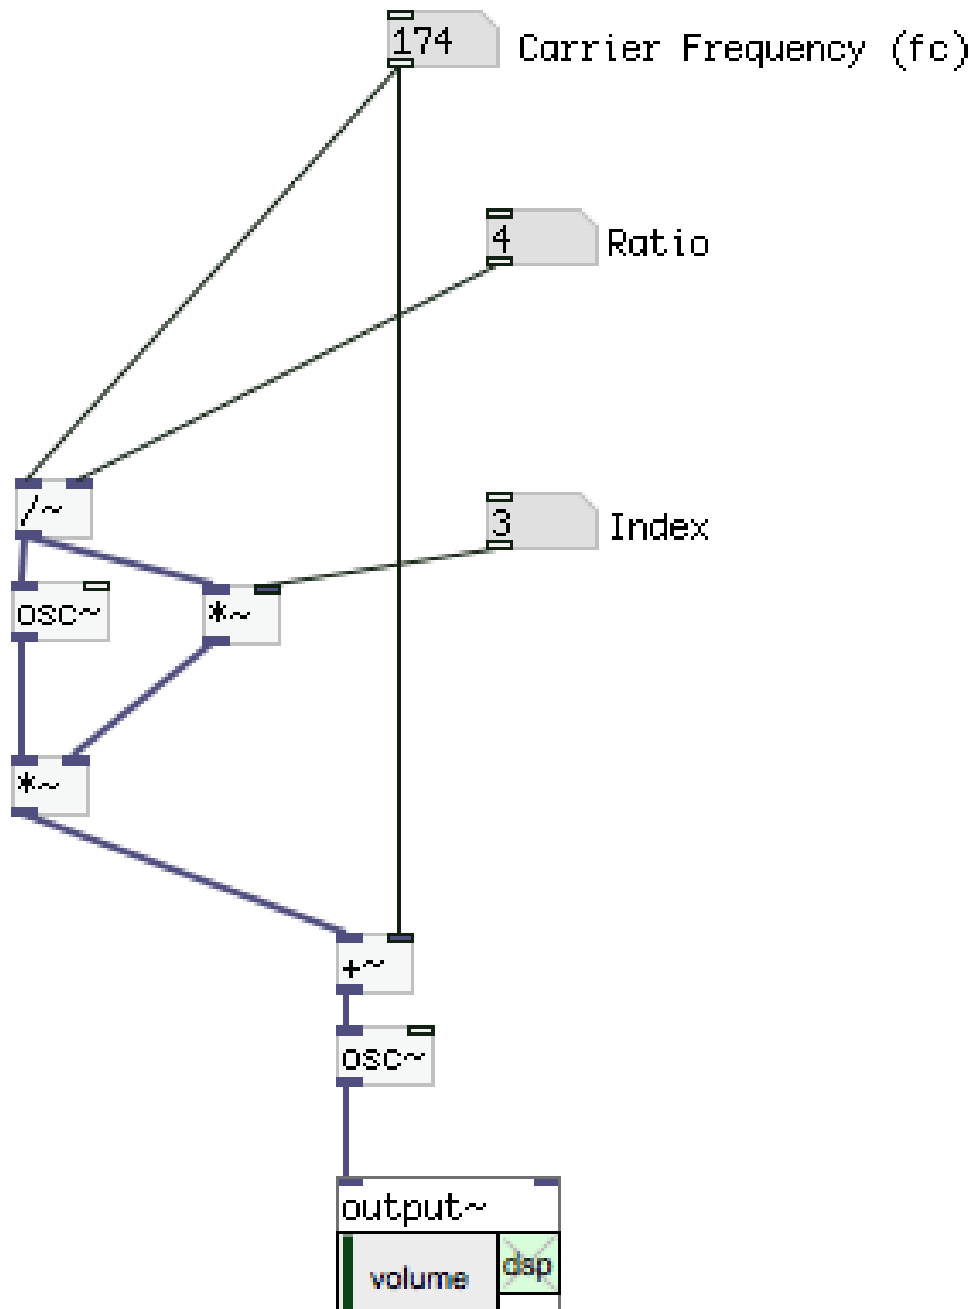 174 Carrier Frequency (fc)
4 Ratio
/~
3 Index
osc~ *~
*~
+~
osc~
output~
volume dsp